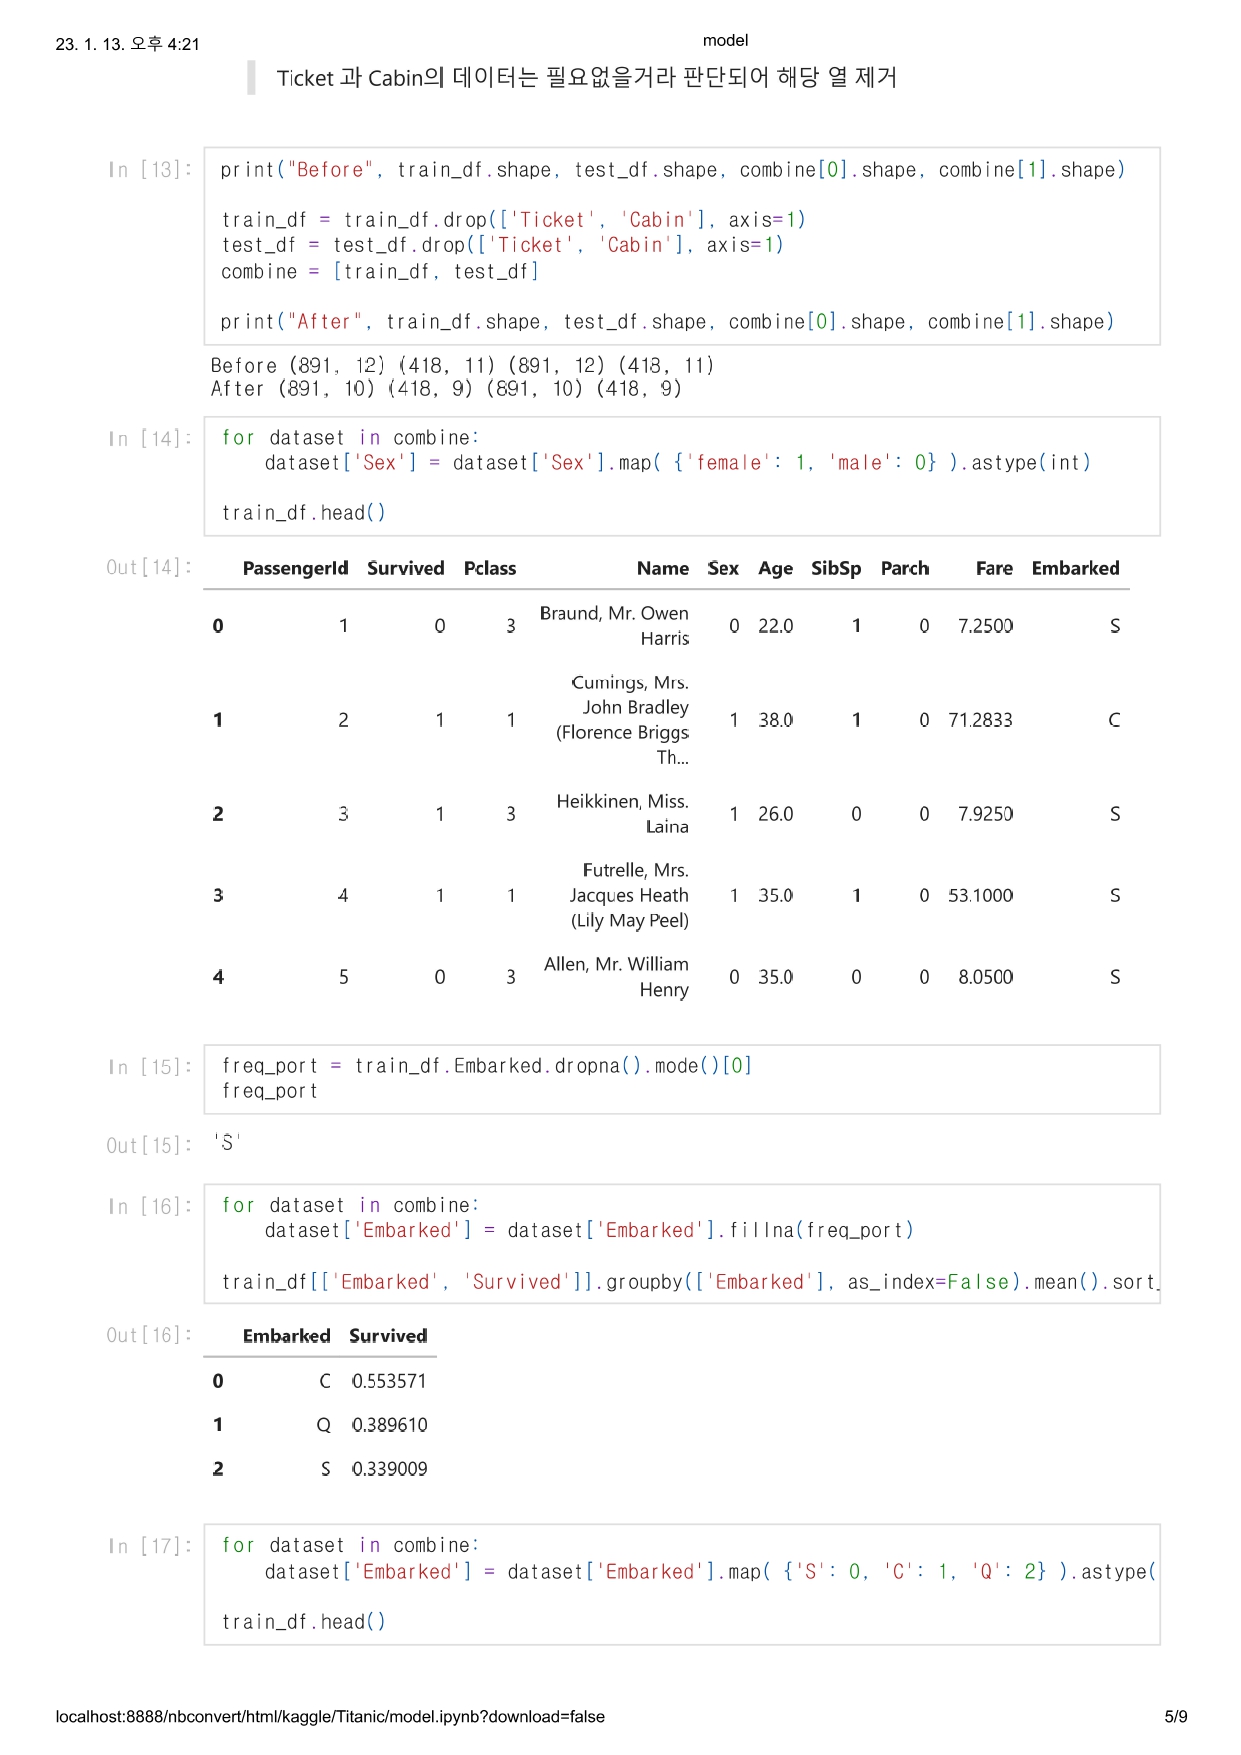 23. 1. 13. 오후 4:21
model
Ticket 과 Cabin의 데이터는 필요없을거라 판단되어 해당 열 제거
In [13]:
print("Before", train_df.shape, test_df.shape, combine[0].shape, combine[1].shape)
train_df = train_df.drop(['Ticket', 'Cabin'], axis=1)
test_df = test_df.drop(['Ticket', 'Cabin'], axis=1)
combine = [train_df, test_df]
print("After", train_df.shape, test_df.shape, combine[0].shape, combine[1].shape)
Before (891, 12) (418, 11) (891, 12) (418, 11)
After (891, 10) (418, 9) (891, 10) (418, 9)
In [14]:
for dataset in combine:
    dataset['Sex'] = dataset['Sex'].map( {'female': 1, 'male': 0} ).astype(int)
train_df.head()
Out[14]:
PassengerId Survived Pclass Name Sex Age SibSp Parch Fare Embarked
0 1 0 3 Braund, Mr. Owen Harris 0 22.0 1 0 7.2500 S
1 2 1 1 Cumings, Mrs. John Bradley (Florence Briggs Th... 1 38.0 1 0 71.2833 C
2 3 1 3 Heikkinen, Miss. Laina 1 26.0 0 0 7.9250 S
3 4 1 1 Futrelle, Mrs. Jacques Heath (Lily May Peel) 1 35.0 1 0 53.1000 S
4 5 0 3 Allen, Mr. William Henry 0 35.0 0 0 8.0500 S
In [15]:
freq_port = train_df.Embarked.dropna().mode()[0]
freq_port
Out[15]: 'S'
In [16]:
for dataset in combine:
    dataset['Embarked'] = dataset['Embarked'].fillna(freq_port)
train_df[['Embarked', 'Survived']].groupby(['Embarked'], as_index=False).mean().sort_
Out[16]:
Embarked Survived
0 C 0.553571
1 Q 0.389610
2 S 0.339009
In [17]:
for dataset in combine:
    dataset['Embarked'] = dataset['Embarked'].map( {'S': 0, 'C': 1, 'Q': 2} ).astype(
train_df.head()
localhost:8888/nbconvert/html/kaggle/Titanic/model.ipynb?download=false
5/9